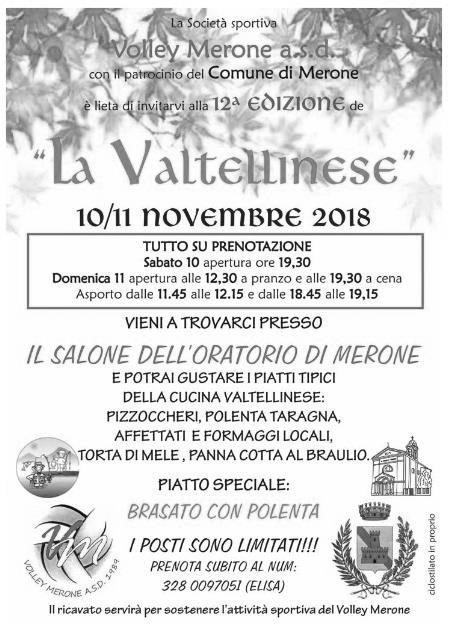 La Società sportiva
Volley Merone a.s.d.
con il patrocinio del Comune di Merone
è lieta di invitarvi alla 12ª EDIZIONE de
"La Valtellinese"
10/11 NOVEMBRE 2018
TUTTO SU PRENOTAZIONE
Sabato 10 apertura ore 19,30
Domenica 11 apertura alle 12,30 a pranzo e alle 19,30 a cena
Asporto dalle 11.45 alle 12.15 e dalle 18.45 alle 19,15
VIENI A TROVARCI PRESSO
IL SALONE DELL'ORATORIO DI MERONE
E POTRAI GUSTARE I PIATTI TIPICI
DELLA CUCINA VALTELLINESE:
PIZZOCCHERI, POLENTA TARAGNA,
AFFETTATI E FORMAGGI LOCALI,
TORTA DI MELE , PANNA COTTA AL BRAULIO.
PIATTO SPECIALE:
BRASATO CON POLENTA
I POSTI SONO LIMITATI!!!
PRENOTA SUBITO AL NUM:
328 0097051 (ELISA)
VOLLEY MERONE A.S.D. 1989
ciclostilato in proprio
Il ricavato servirà per sostenere l'attività sportiva del Volley Merone